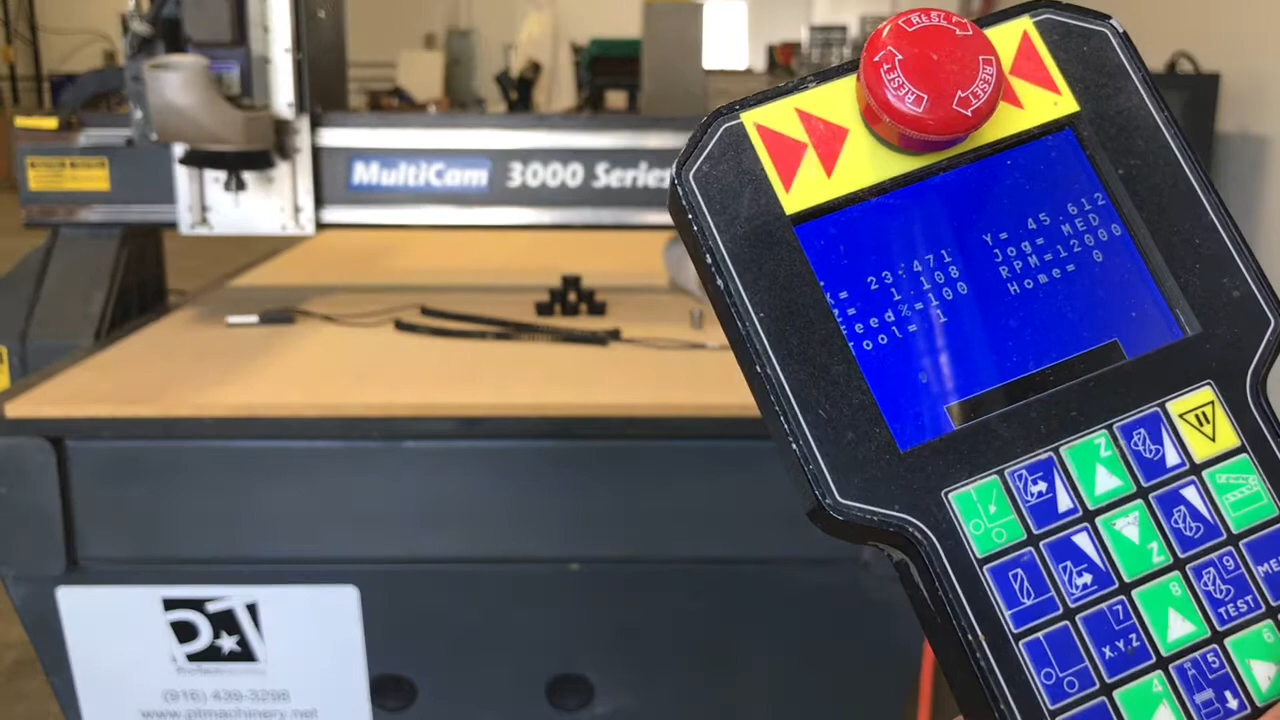 RESET
RESET
RESET
MultiCam 3000 Series
X= 23.471 Y= 45.612
1.108 Jog= MED
Feed%=100 RPM=12000
Tool= 1 Home= 0
Z
Z
9
TEST
8
7
X.Y.Z
6
5
4
PT
(916) 439-3298
www.ptmachinery.net